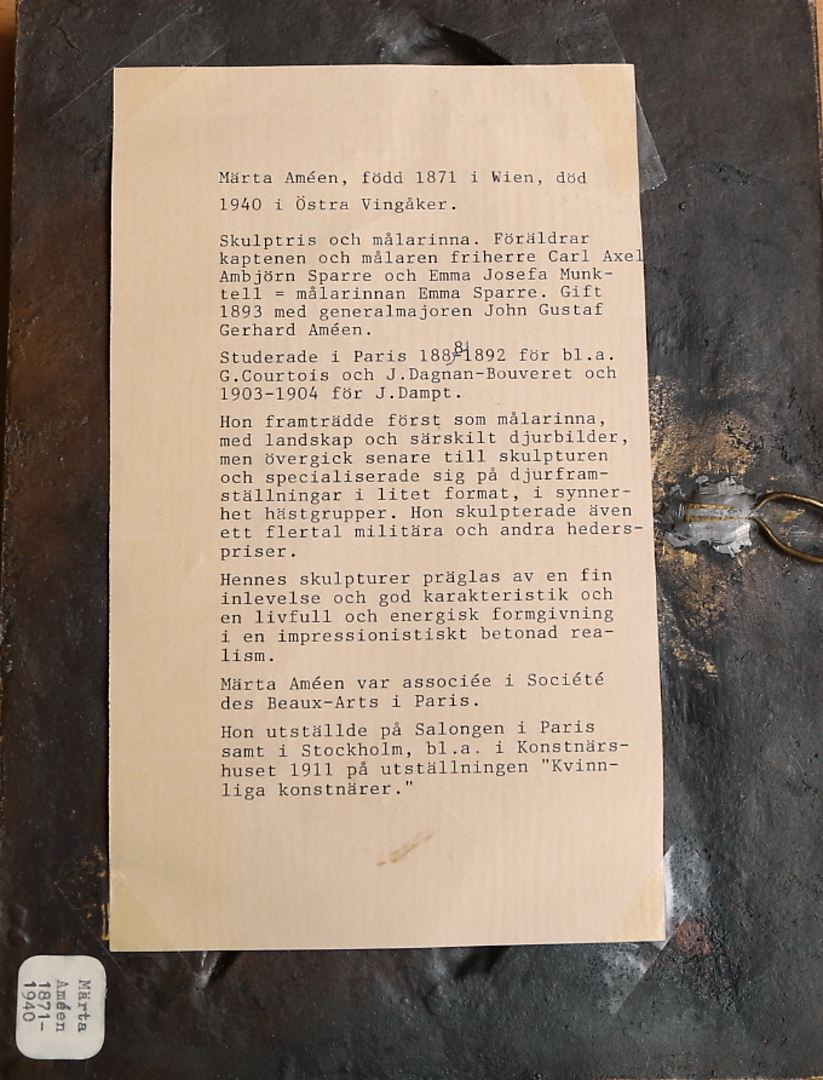 Märta Améen, född 1871 i Wien, död
1940 i Östra Vingåker.
Skulptris och målarinna. Föräldrar
kaptenen och målaren friherre Carl Axel
Ambjörn Sparre och Emma Josefa Munk-
tell = målarinnan Emma Sparre. Gift
1893 med generalmajoren John Gustaf
Gerhard Améen.
Studerade i Paris 1888-1892 för bl.a.
G.Courtois och J.Dagnan-Bouveret och
1903-1904 för J.Dampt.
Hon framträdde först som målarinna,
med landskap och särskilt djurbilder,
men övergick senare till skulpturen
och specialiserade sig på djurfram-
ställningar i litet format, i synner-
het hästgrupper. Hon skulpterade även
ett flertal militära och andra heders-
priser.
Hennes skulpturer präglas av en fin
inlevelse och god karakteristik och
en livfull och energisk formgivning
i en impressionistiskt betonad rea-
lism.
Märta Améen var associée i Société
des Beaux-Arts i Paris.
Hon utställde på Salongen i Paris
samt i Stockholm, bl.a. i Konstnärs-
huset 1911 på utställningen "Kvinn-
liga konstnärer."
Märta
Améen
1871-
1940